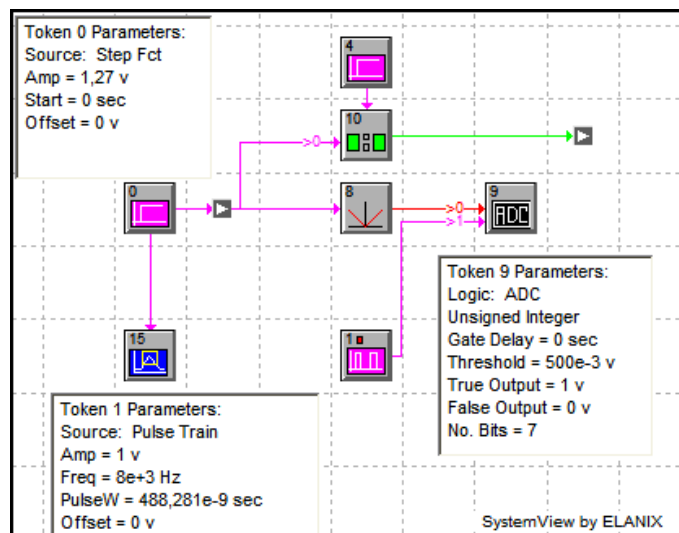 Token 0 Parameters:
Source: Step Fct
Amp = 1,27 v
Start = 0 sec
Offset = 0 v
4
10
>0
0
8
>0
>1
9
ADC
Token 9 Parameters:
Logic: ADC
Unsigned Integer
Gate Delay = 0 sec
Threshold = 500e-3 v
True Output = 1 v
False Output = 0 v
No. Bits = 7
15
1
Token 1 Parameters:
Source: Pulse Train
Amp = 1 v
Freq = 8e+3 Hz
PulseW = 488,281e-9 sec
Offset = 0 v
SystemView by ELANIX